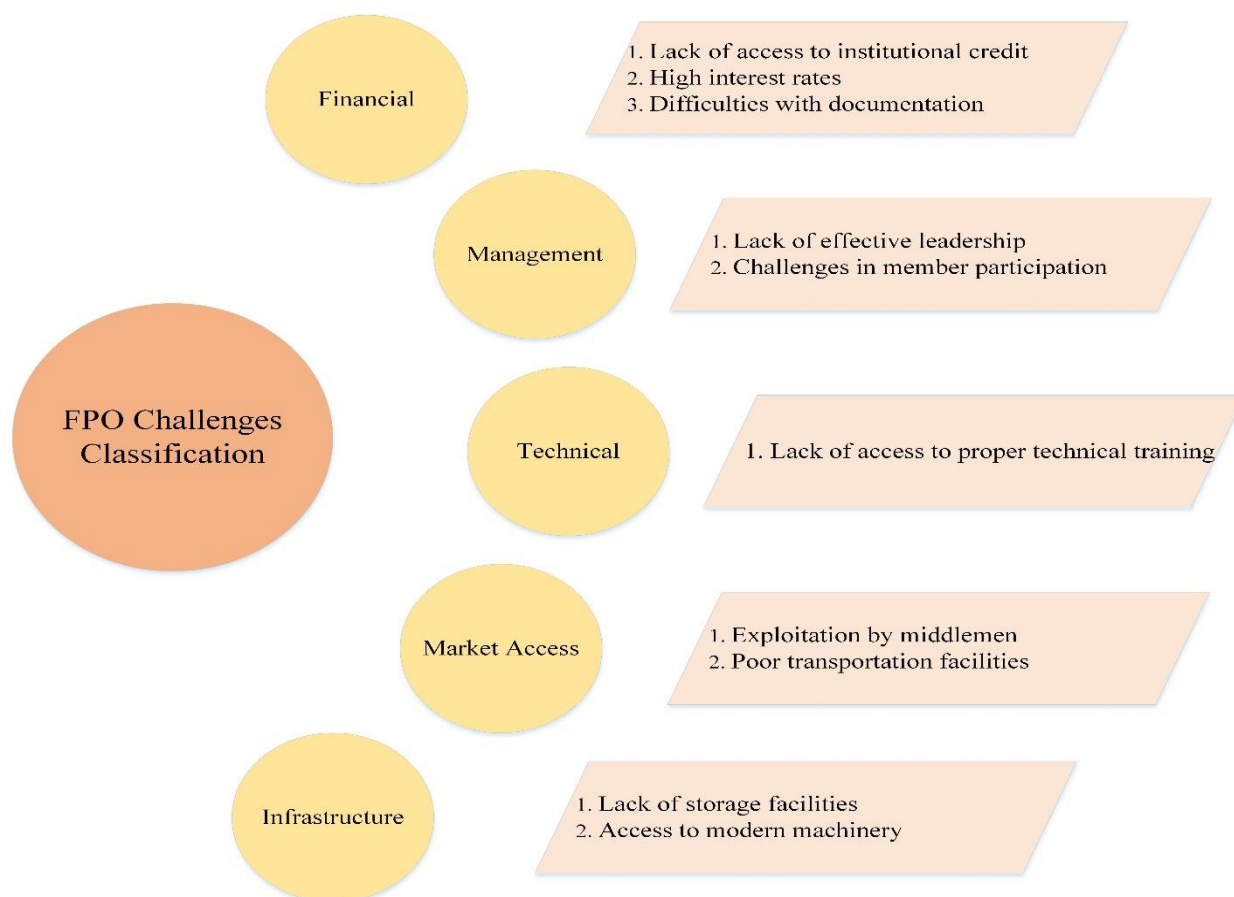 Financial
1. Lack of access to institutional credit
2. High interest rates
3. Difficulties with documentation
Management
1. Lack of effective leadership
2. Challenges in member participation
FPO Challenges
Classification
Technical
1. Lack of access to proper technical training
Market Access
1. Exploitation by middlemen
2. Poor transportation facilities
Infrastructure
1. Lack of storage facilities
2. Access to modern machinery